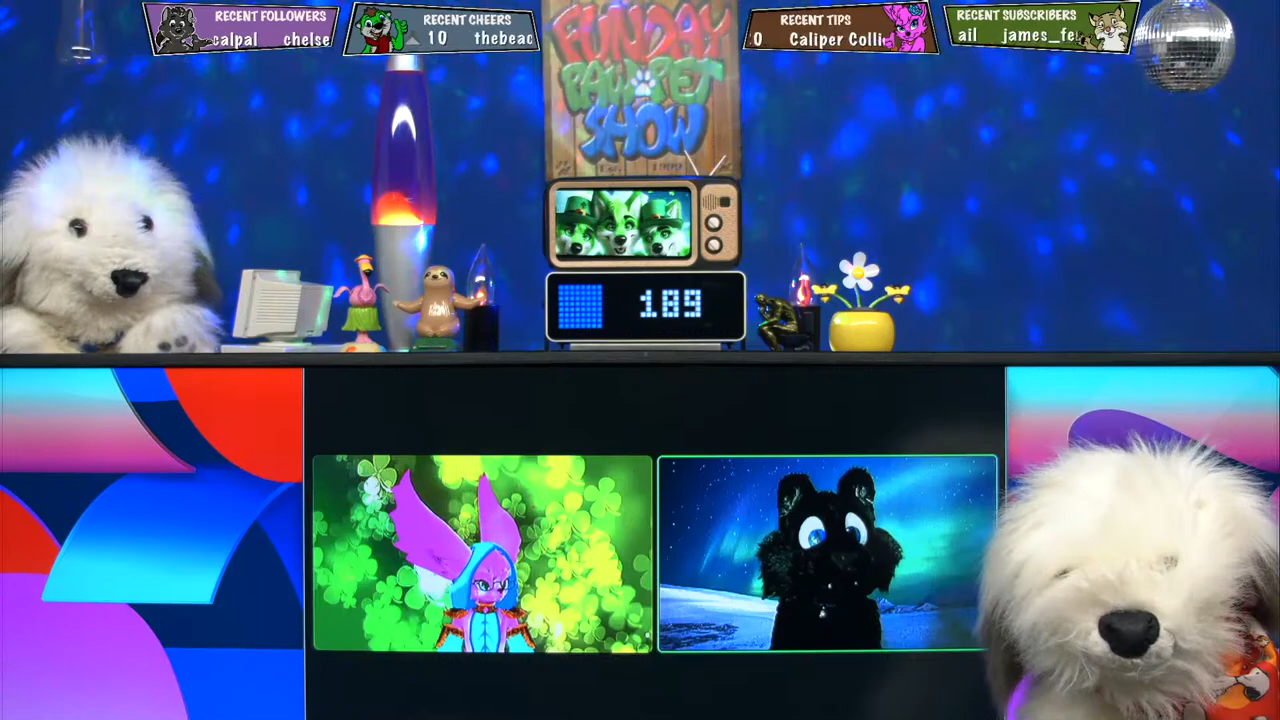 RECENT FOLLOWERS
calpal chelse
RECENT CHEERS
10 thebeac
RECENT TIPS
0 Caliper Colli
RECENT SUBSCRIBERS
ail james_fe
FUNDAY
PAWPET
SHOW
189